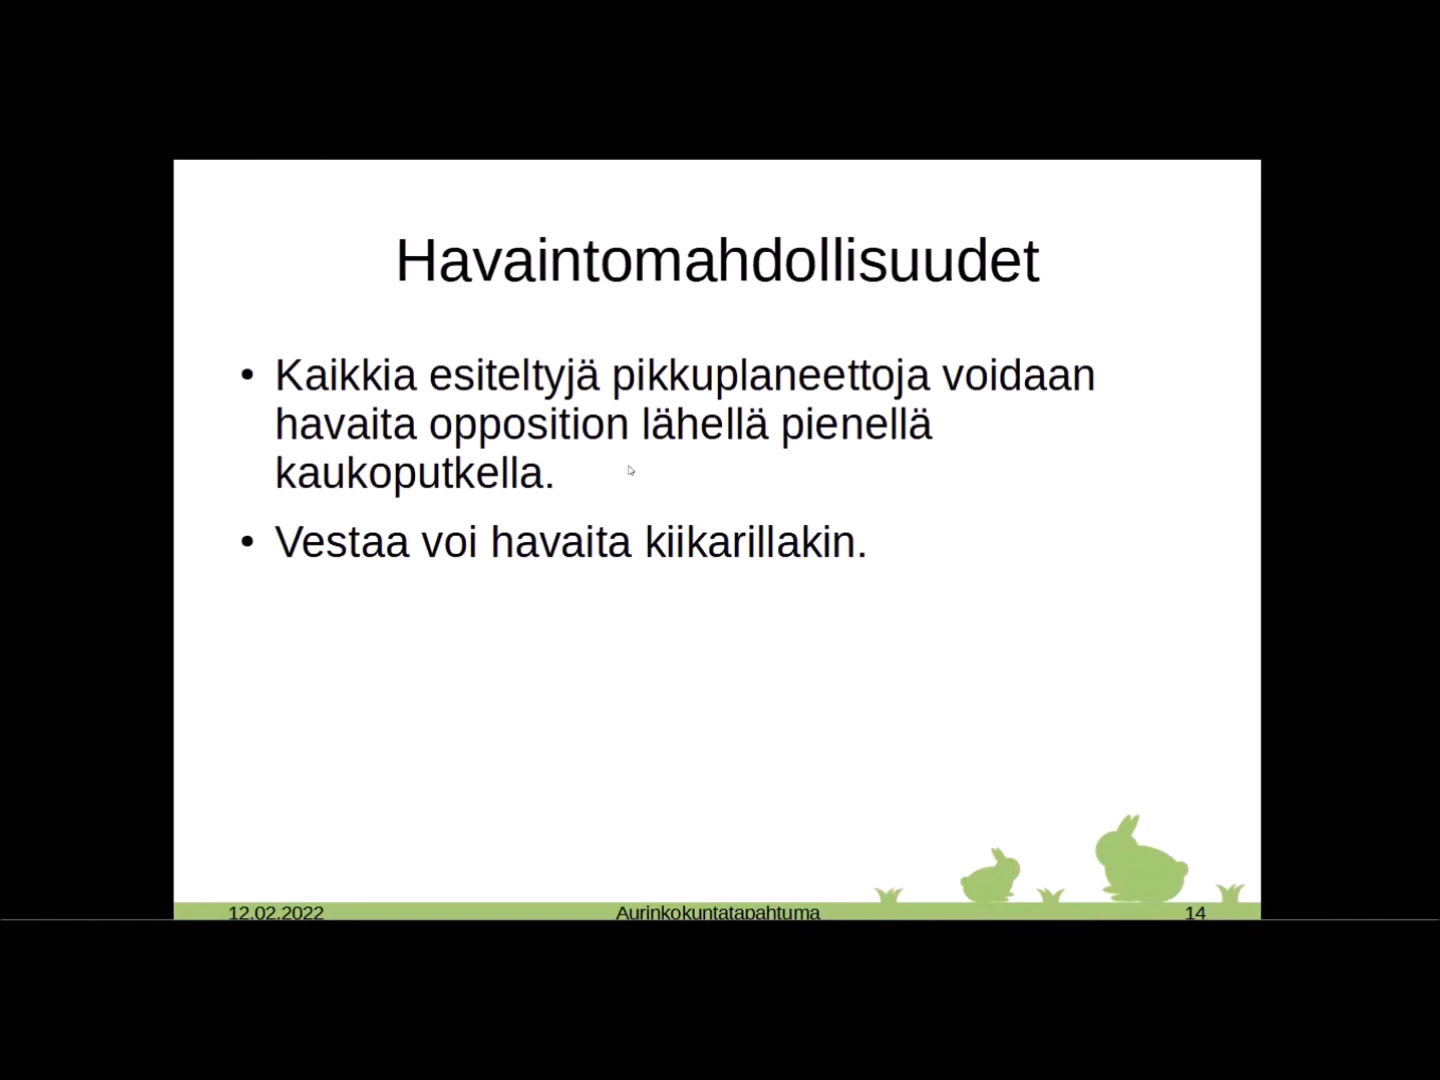 Havaintomahdollisuudet
• Kaikkia esiteltyjä pikkuplaneettoja voidaan
havaita opposition lähellä pienellä
kaukoputkella.
• Vestaa voi havaita kiikarillakin.
12.02.2022 Aurinkokuntatapahtuma 14